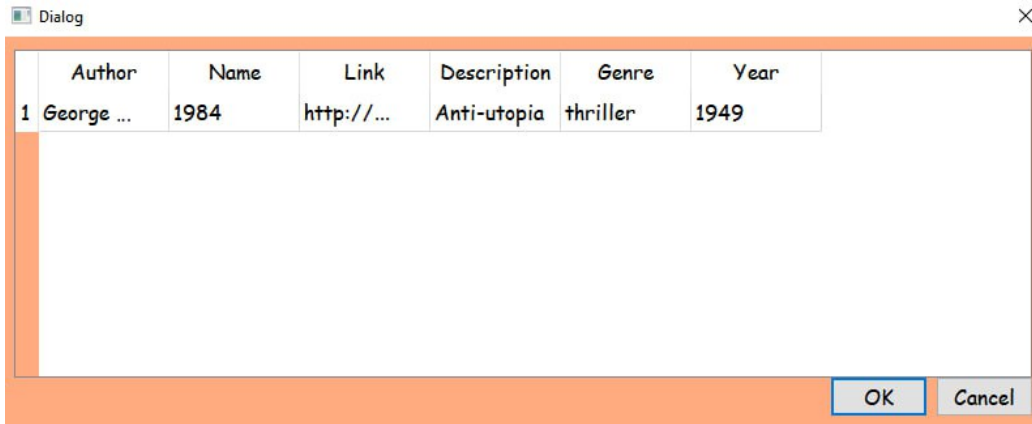 Dialog
Author Name Link Description Genre Year
1 George ... 1984 http://... Anti-utopia thriller 1949
OK Cancel